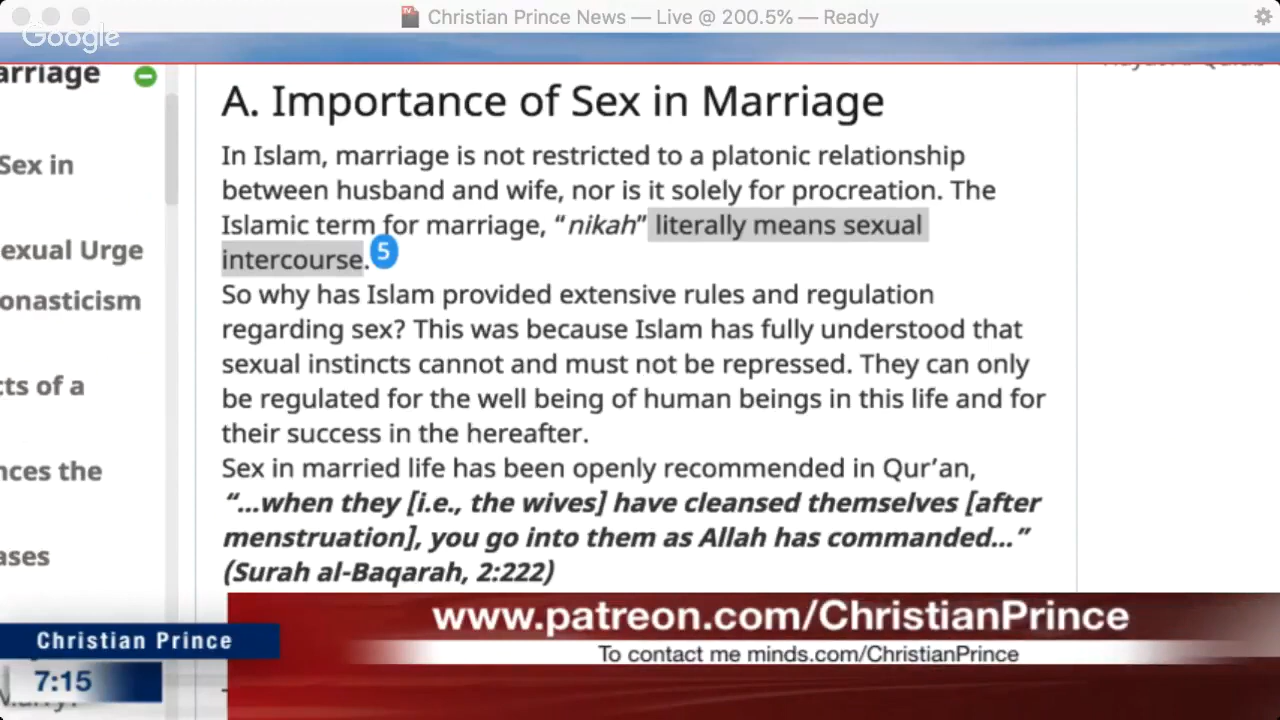 Christian Prince News — Live @ 200.5% — Ready
Google
arriage
Sex in
exual Urge
onasticism
cts of a
nces the
ases
A. Importance of Sex in Marriage
In Islam, marriage is not restricted to a platonic relationship
between husband and wife, nor is it solely for procreation. The
Islamic term for marriage, “nikah” literally means sexual
intercourse.5
So why has Islam provided extensive rules and regulation
regarding sex? This was because Islam has fully understood that
sexual instincts cannot and must not be repressed. They can only
be regulated for the well being of human beings in this life and for
their success in the hereafter.
Sex in married life has been openly recommended in Qur’an,
“...when they [i.e., the wives] have cleansed themselves [after
menstruation], you go into them as Allah has commanded...”
(Surah al-Baqarah, 2:222)
www.patreon.com/ChristianPrince
To contact me minds.com/ChristianPrince
Christian Prince
7:15